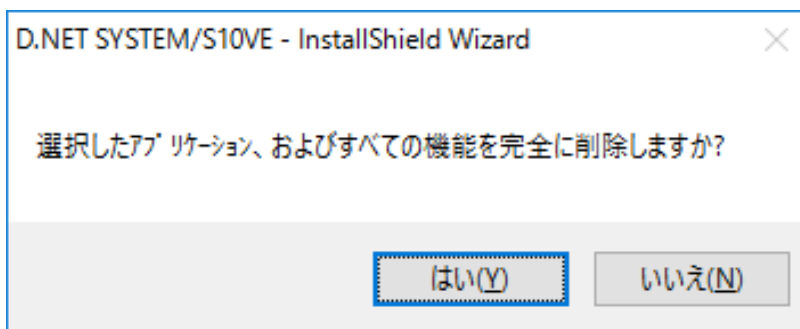 D.NET SYSTEM/S10VE - InstallShield Wizard
選択したｱﾌﾟﾘｹｰｼｮﾝ、およびすべての機能を完全に削除しますか?
はい(Y)
いいえ(N)